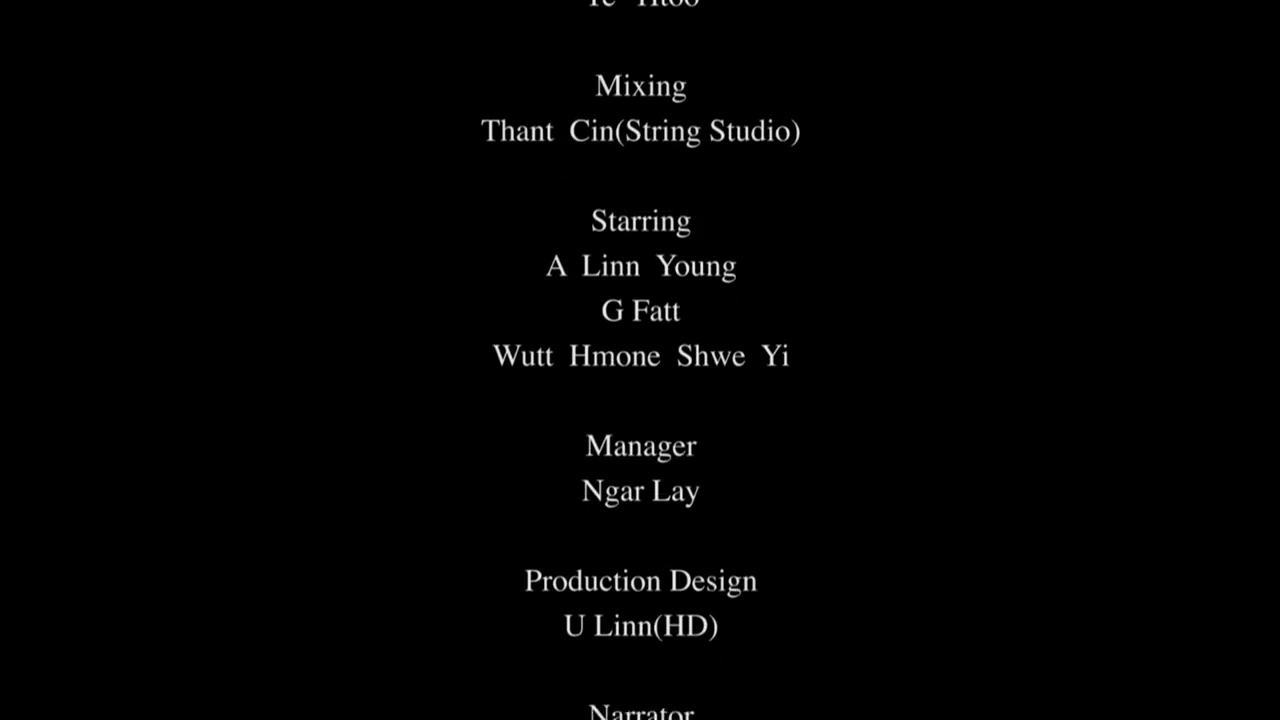 Mixing
Thant Cin(String Studio)
Starring
A Linn Young
G Fatt
Wutt Hmone Shwe Yi
Manager
Ngar Lay
Production Design
U Linn(HD)
Narrator